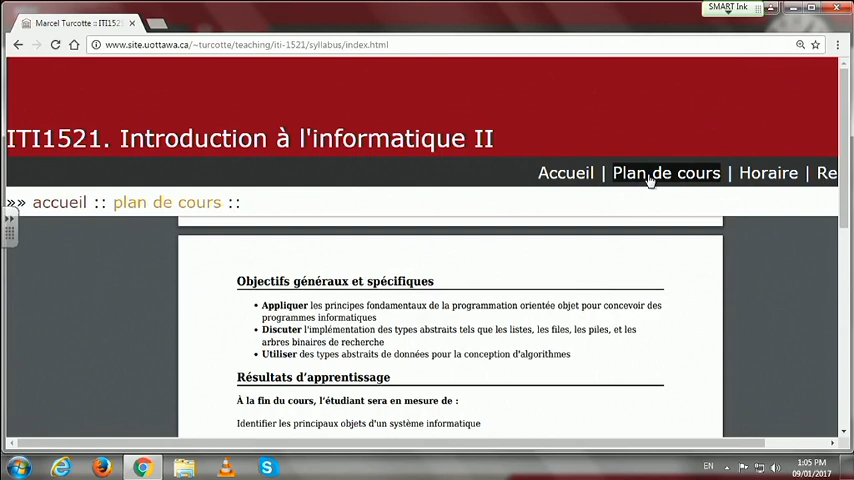 SMART Ink
Marcel Turcotte :: ITI152
www.site.uottawa.ca/~turcotte/teaching/iti-1521/syllabus/index.html
ITI1521. Introduction à l'informatique II
Accueil | Plan de cours | Horaire | Re
»» accueil :: plan de cours ::
Objectifs généraux et spécifiques
• Appliquer les principes fondamentaux de la programmation orientée objet pour concevoir des
programmes informatiques
• Discuter l'implémentation des types abstraits tels que les listes, les files, les piles, et les
arbres binaires de recherche
• Utiliser des types abstraits de données pour la conception d'algorithmes
Résultats d'apprentissage
À la fin du cours, l'étudiant sera en mesure de :
Identifier les principaux objets d'un système informatique
EN
1:05 PM
09/01/2017